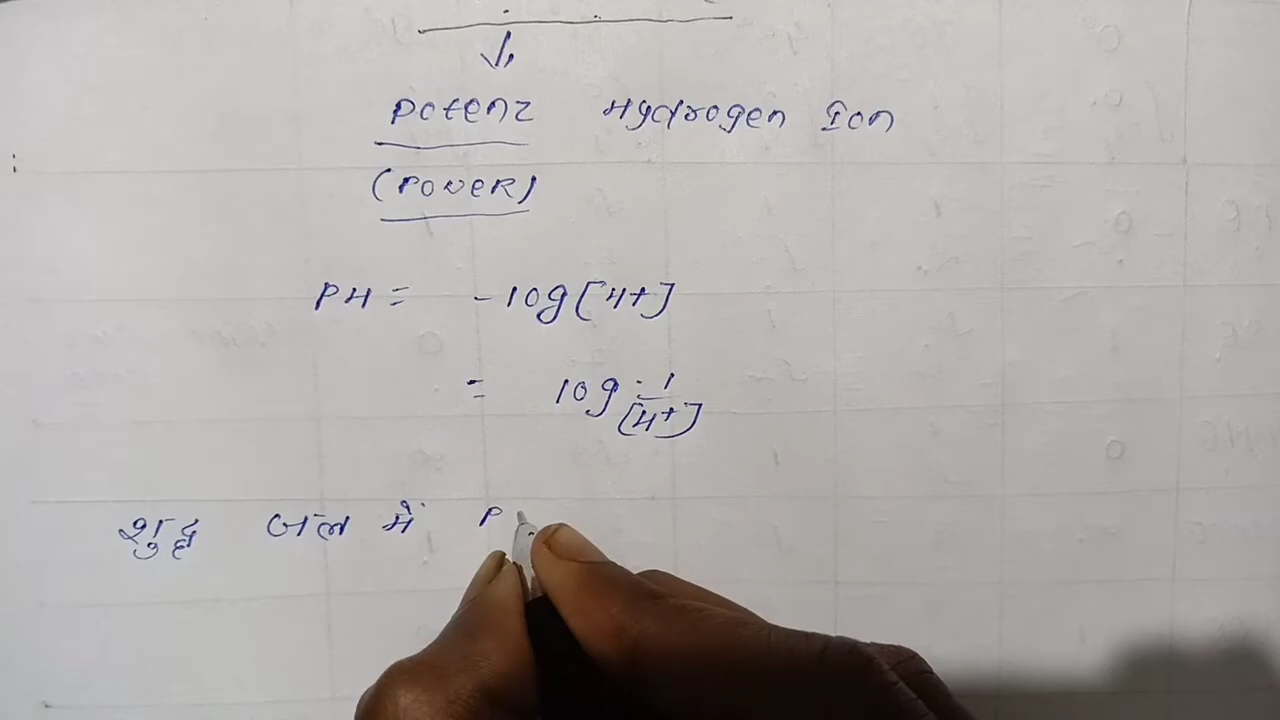 Potenz Hydrogen Ion
(Power)
PH = -log[H+]
= log 1/[H+]
शुद्ध जल में P